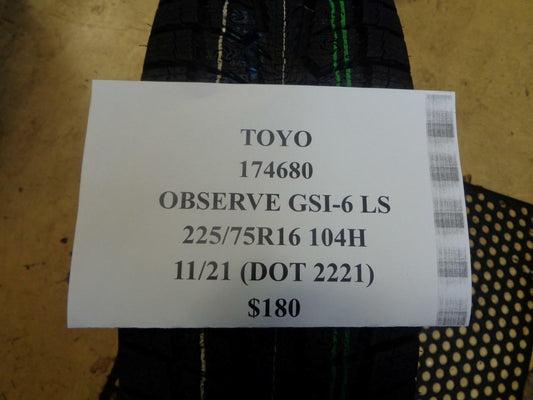 TOYO
174680
OBSERVE GSI-6 LS
225/75R16 104H
11/21 (DOT 2221)
$180